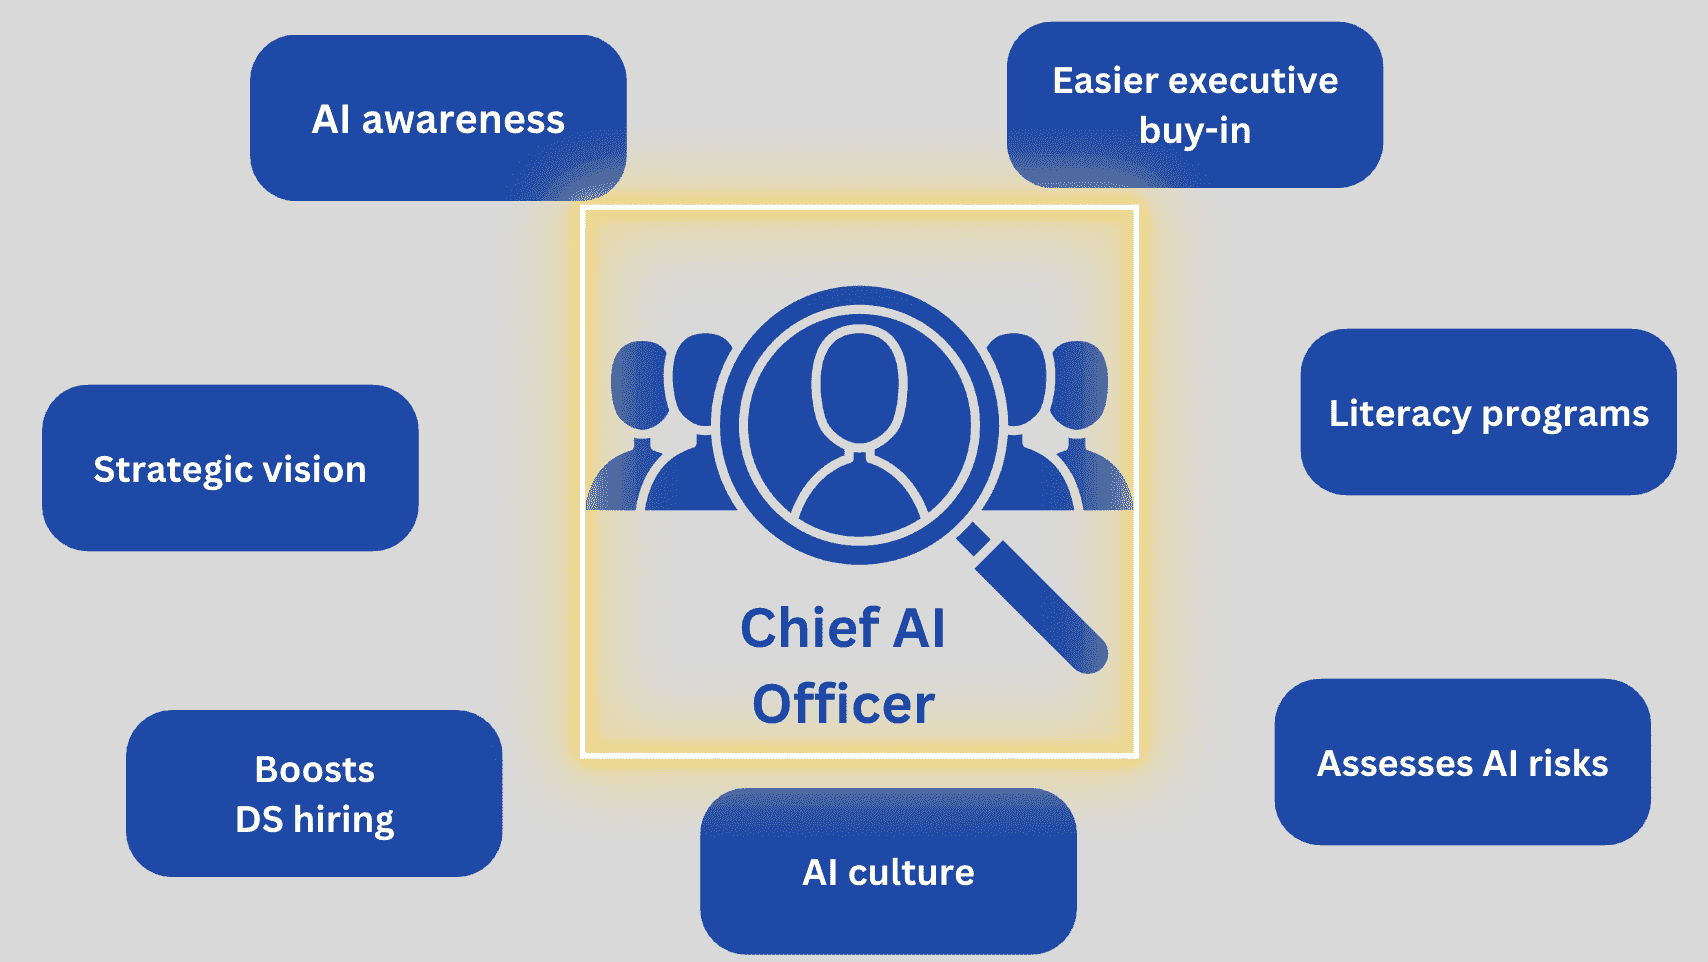 AI awareness
Easier executive
buy-in
Strategic vision
Literacy programs
Chief AI
Officer
Boosts
DS hiring
Assesses AI risks
AI culture